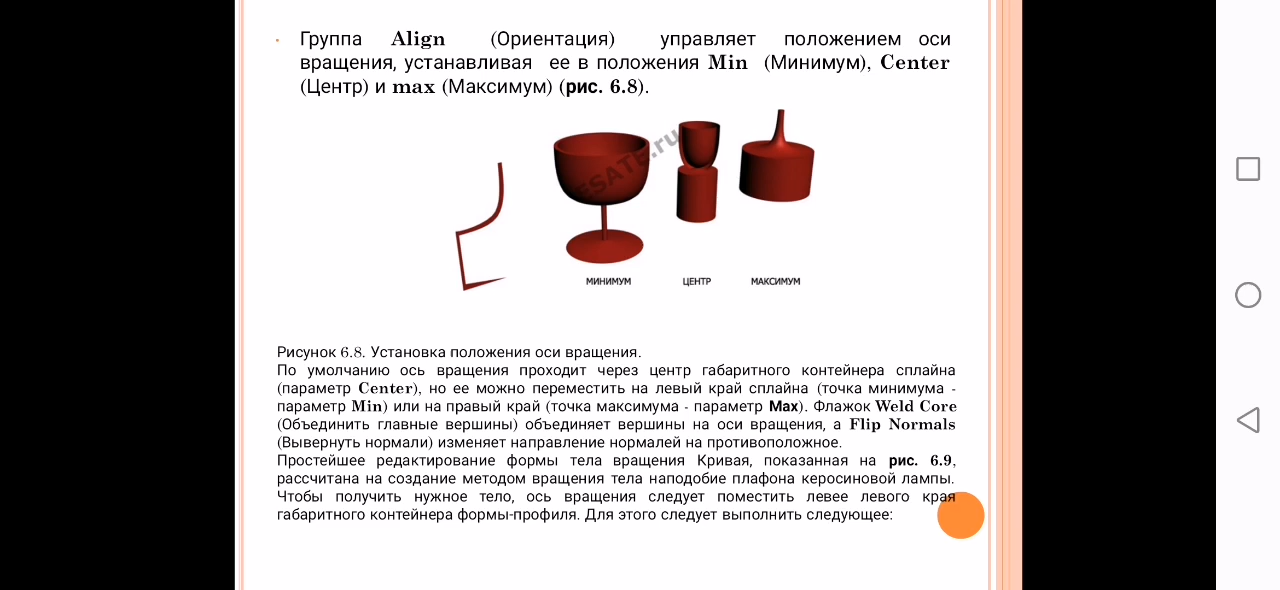 Группа Align (Ориентация) управляет положением оси
вращения, устанавливая ее в положения Min (Минимум), Center
(Центр) и max (Максимум) (рис. 6.8).
ESATE.ru
МИНИМУМ ЦЕНТР МАКСИМУМ
Рисунок 6.8. Установка положения оси вращения.
По умолчанию ось вращения проходит через центр габаритного контейнера сплайна
(параметр Center), но ее можно переместить на левый край сплайна (точка минимума -
параметр Min) или на правый край (точка максимума - параметр Max). Флажок Weld Core
(Объединить главные вершины) объединяет вершины на оси вращения, а Flip Normals
(Вывернуть нормали) изменяет направление нормалей на противоположное.
Простейшее редактирование формы тела вращения Кривая, показанная на рис. 6.9,
рассчитана на создание методом вращения тела наподобие плафона керосиновой лампы.
Чтобы получить нужное тело, ось вращения следует поместить левее левого края
габаритного контейнера формы-профиля. Для этого следует выполнить следующее: